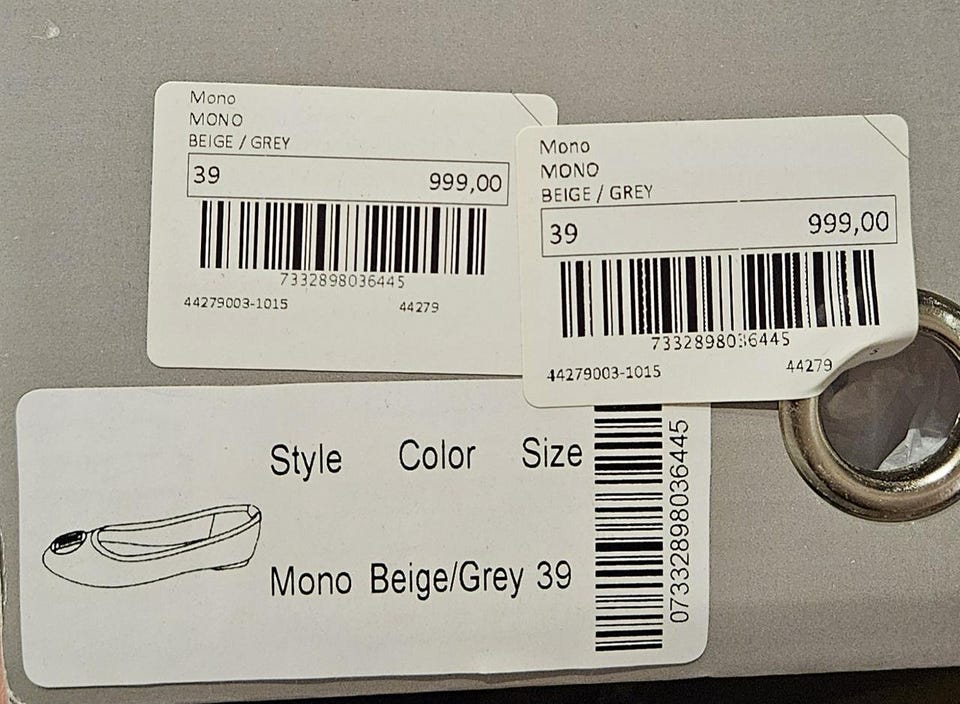 Mono
MONO
BEIGE / GREY
39 999,00
7332898036445
44279003-1015 44279
Mono
MONO
BEIGE / GREY
39 999,00
7332898036445
44279003-1015 44279
5
Style Color Size
Mono Beige/Grey 39
07332898036445